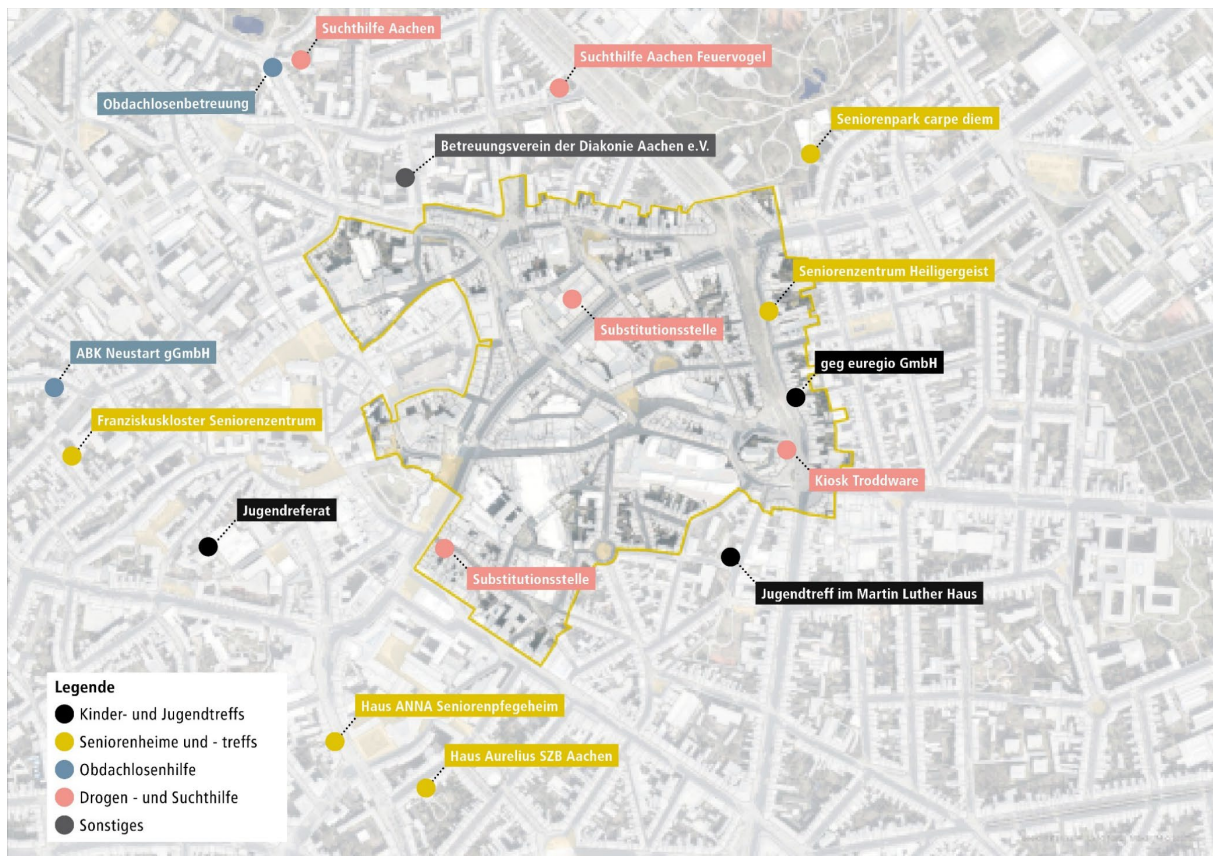 Suchthilfe Aachen
Suchthilfe Aachen Feuervogel
Obdachlosenbetreuung
Seniorenpark carpe diem
Betreuungsverein der Diakonie Aachen e.V.
Seniorenzentrum Heiligergeist
Substitutionsstelle
ABK Neustart gGmbH
geg euregio GmbH
Franziskuskloster Seniorenzentrum
Kiosk Troddware
Jugendreferat
Substitutionsstelle
Jugendtreff im Martin Luther Haus
Haus ANNA Seniorenpfegeheim
Haus Aurelius SZB Aachen
Legende
Kinder- und Jugendtreffs
Seniorenheime und - treffs
Obdachlosenhilfe
Drogen - und Suchthilfe
Sonstiges